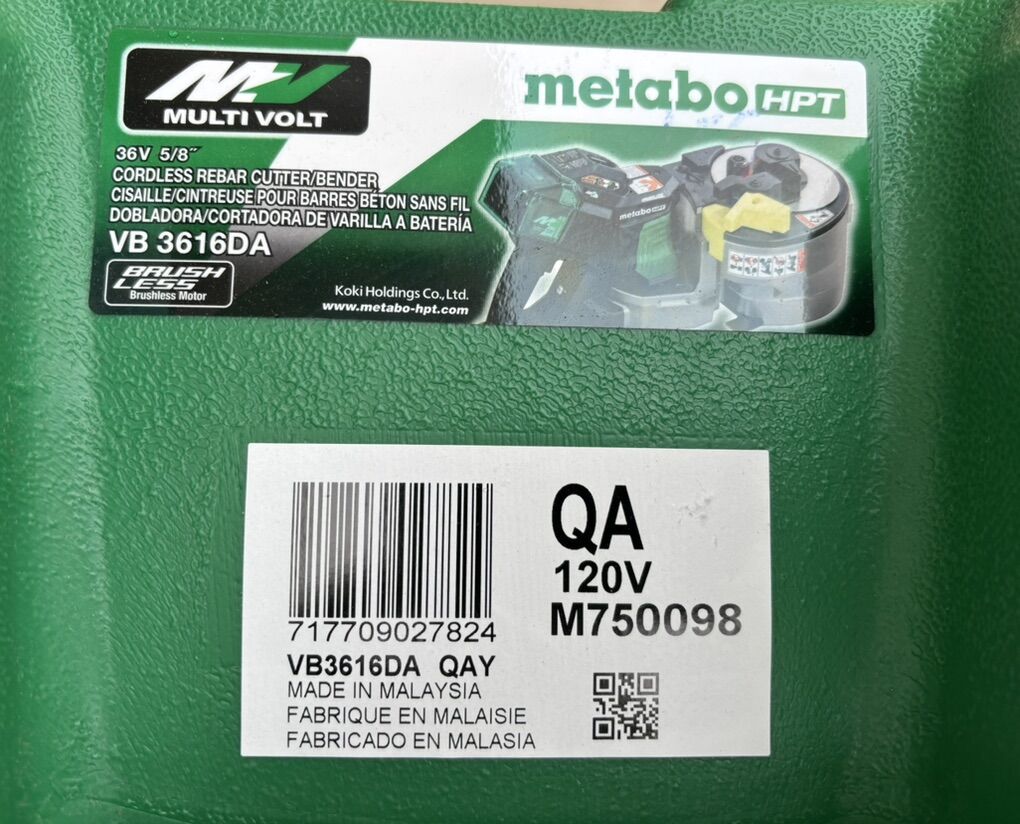 MV
MULTI VOLT
metabo HPT
36V 5/8"
CORDLESS REBAR CUTTER/BENDER
CISAILLE/CINTREUSE POUR BARRES BÉTON SANS FIL
DOBLADORA/CORTADORA DE VARILLA A BATERÍA
VB 3616DA
BRUSH
LESS
Brushless Motor
Koki Holdings Co., Ltd.
www.metabo-hpt.com
metabo HPT
QA
120V
M750098
717709027824
VB3616DA QAY
MADE IN MALAYSIA
FABRIQUE EN MALAISIE
FABRICADO EN MALASIA